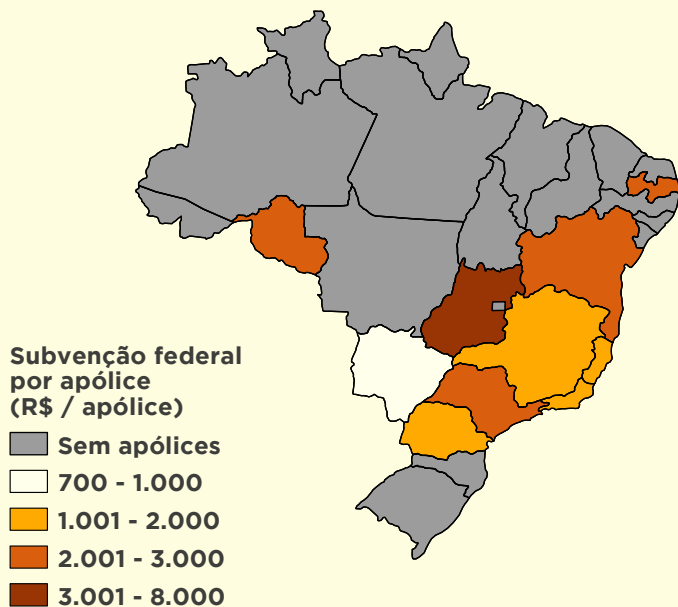 Subvenção federal
por apólice
(R$ / apólice)
Sem apólices
700 - 1.000
1.001 - 2.000
2.001 - 3.000
3.001 - 8.000